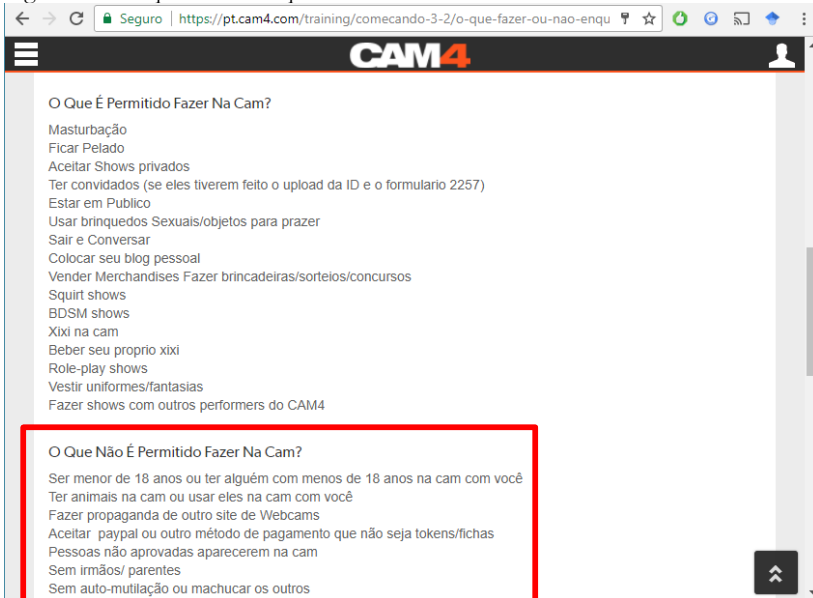 Seguro | https://pt.cam4.com/training/comecando-3-2/o-que-fazer-ou-nao-enqu
CAM4
O Que É Permitido Fazer Na Cam?
Masturbação
Ficar Pelado
Aceitar Shows privados
Ter convidados (se eles tiverem feito o upload da ID e o formulario 2257)
Estar em Publico
Usar brinquedos Sexuais/objetos para prazer
Sair e Conversar
Colocar seu blog pessoal
Vender Merchandises Fazer brincadeiras/sorteios/concursos
Squirt shows
BDSM shows
Xixi na cam
Beber seu proprio xixi
Role-play shows
Vestir uniformes/fantasias
Fazer shows com outros performers do CAM4
O Que Não É Permitido Fazer Na Cam?
Ser menor de 18 anos ou ter alguém com menos de 18 anos na cam com você
Ter animais na cam ou usar eles na cam com você
Fazer propaganda de outro site de Webcams
Aceitar paypal ou outro método de pagamento que não seja tokens/fichas
Pessoas não aprovadas aparecerem na cam
Sem irmãos/ parentes
Sem auto-mutilação ou machucar os outros